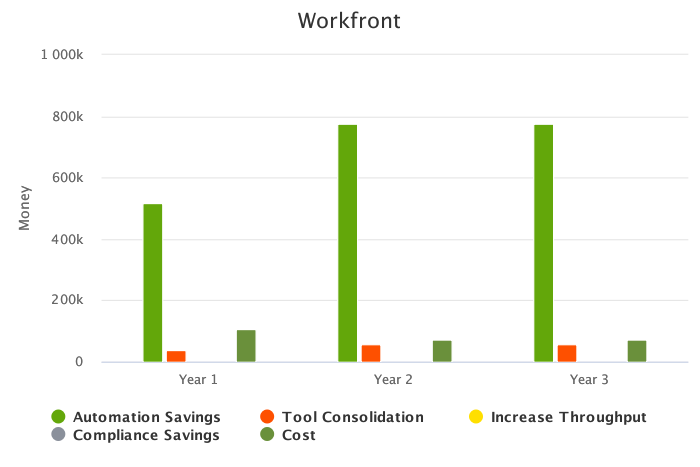 Workfront
1 000k
800k
600k
400k
200k
0
Money
Year 1 Year 2 Year 3
Automation Savings Tool Consolidation Increase Throughput
Compliance Savings Cost